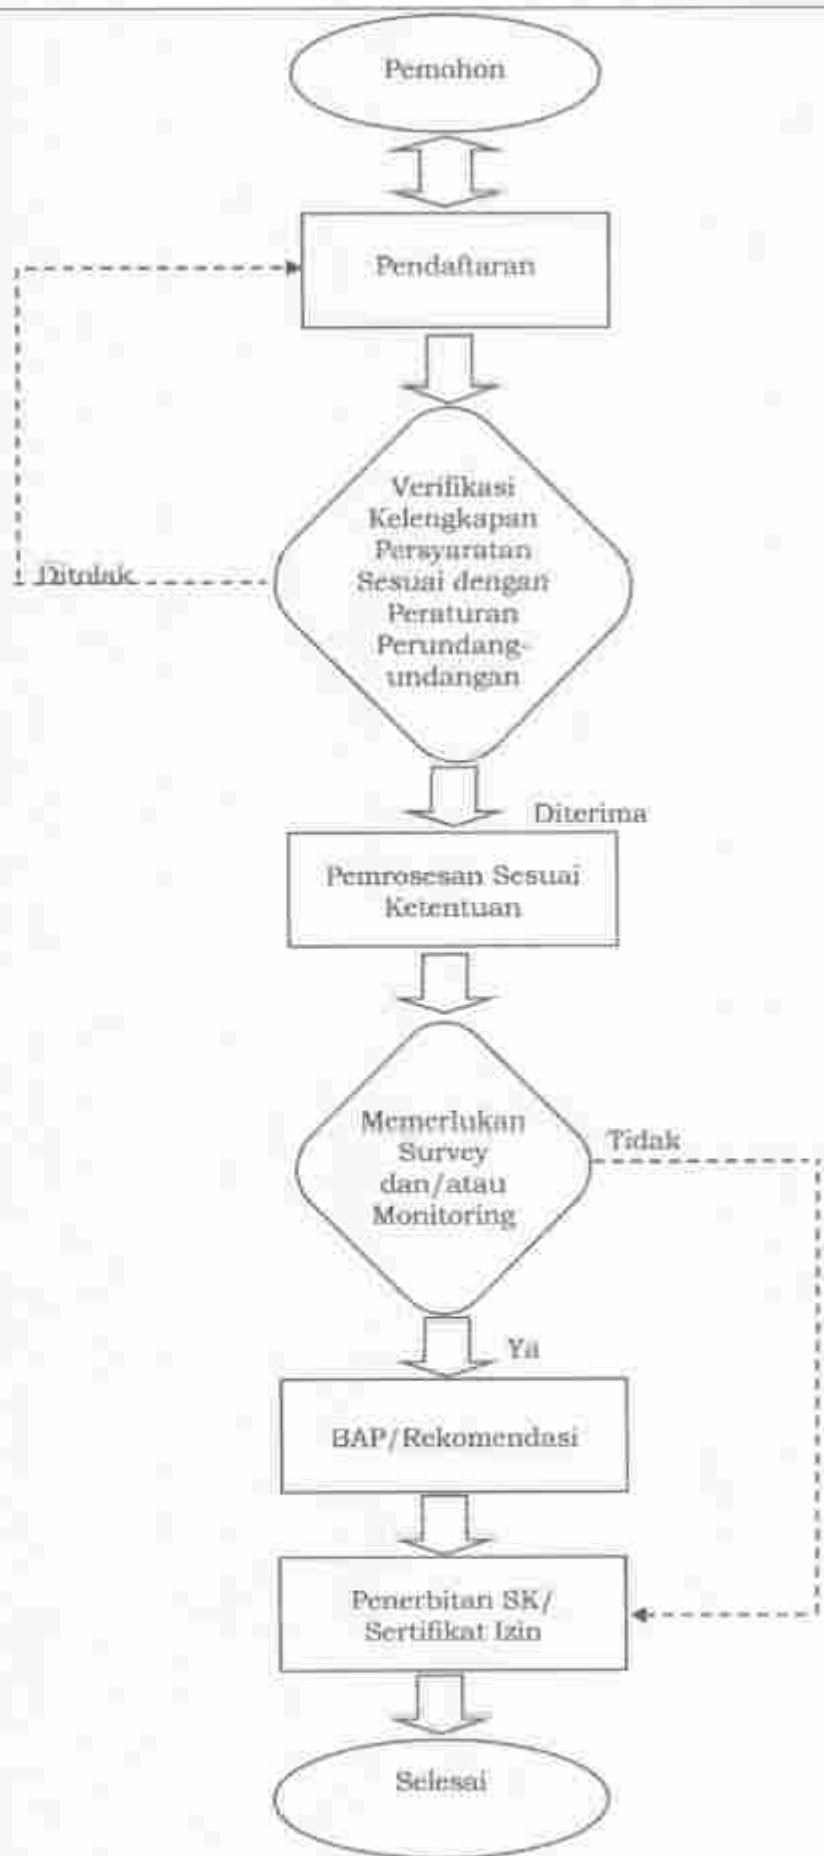 Pemohon
Pendaftaran
Verifikasi
Kelengkapan
Persyaratan
Sesuai dengan
Peraturan
Perundang-
undangan
Ditolak
Diterima
Pemrosesan Sesuai
Ketentuan
Memerlukan
Survey
dan/atau
Monitoring
Tidak
Ya
BAP/Rekomendasi
Penerbitan SK/
Sertifikat Izin
Selesai